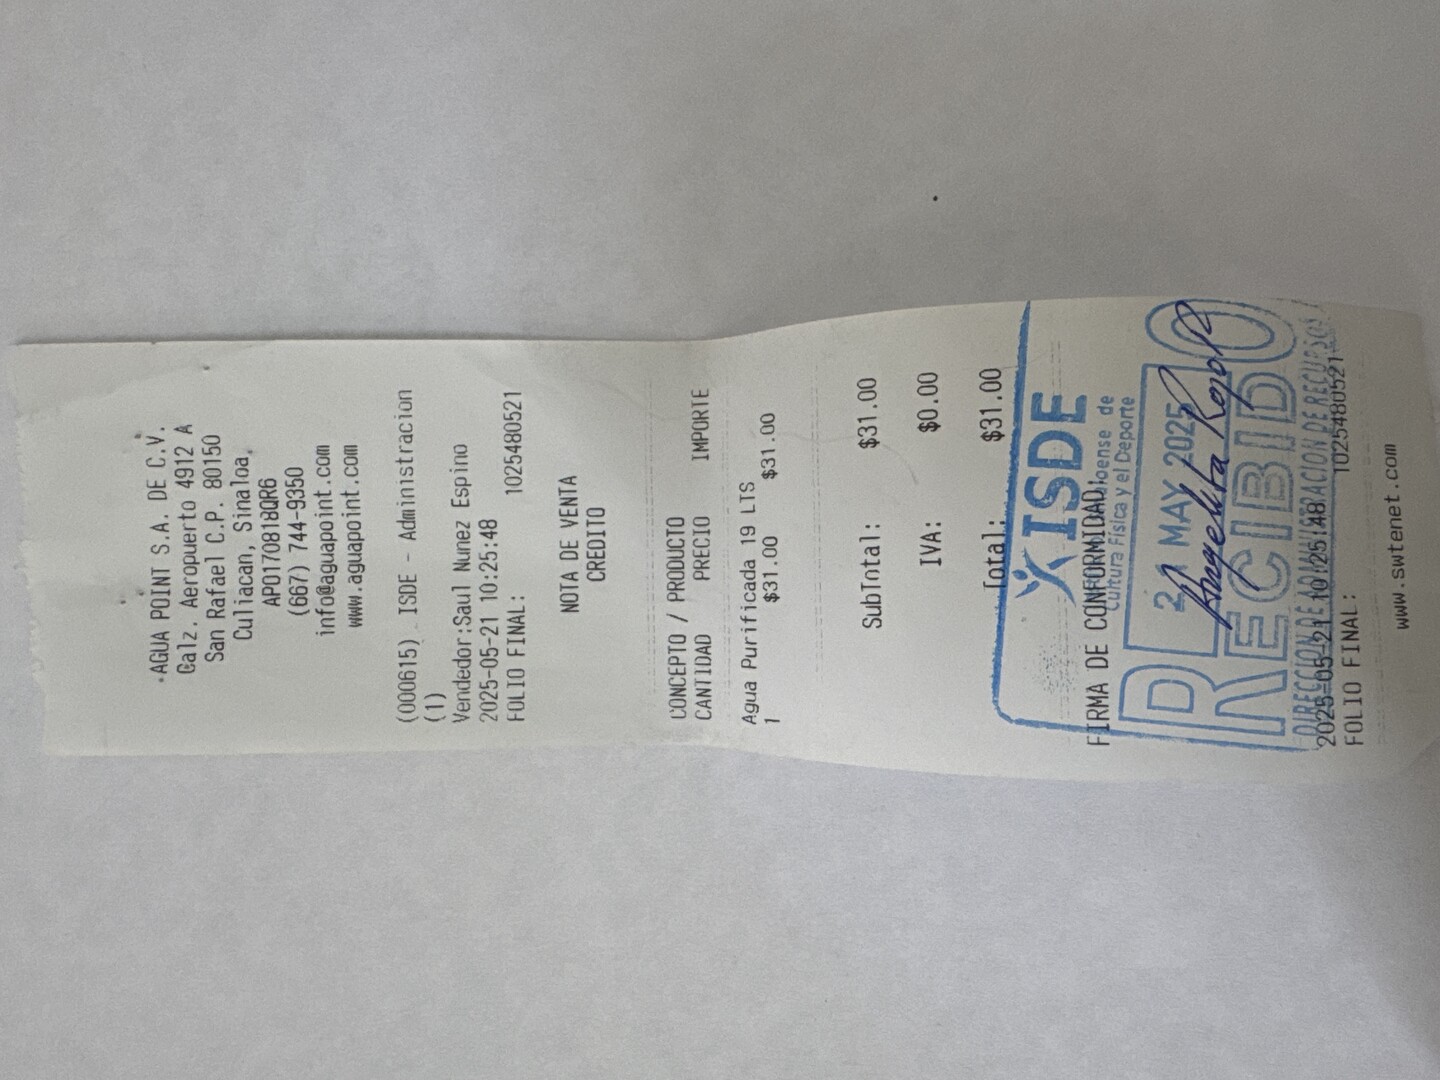 AGUA POINT S.A. DE C.V.
Calz. Aeropuerto 4912 A
San Rafael C.P. 80150
Culiacan, Sinaloa,
APO170818QR6
(667) 744-9350
info@aguapoint.com
www.aguapoint.com
(000615) ISDE - Administracion
(1)
Vendedor:Saul Nunez Espino
2025-05-21 10:25:48
FOLIO FINAL: 1025480521
NOTA DE VENTA
CREDITO
CONCEPTO / PRODUCTO
CANTIDAD PRECIO IMPORTE
Agua Purificada 19 LTS
1 $31.00 $31.00
SubTotal: $31.00
IVA: $0.00
Total: $31.00
ISDE
FIRMA DE CONFORMIDAD,
Cultura Física y el Deporte
21 MAY 2025
Angelita Rojo R
RECIBIDO
DIRECCIÓN DE ADMINISTRACIÓN DE RECURSOS
2025-05-21 10:25:48 1025480521
FOLIO FINAL:
www.swtenet.com